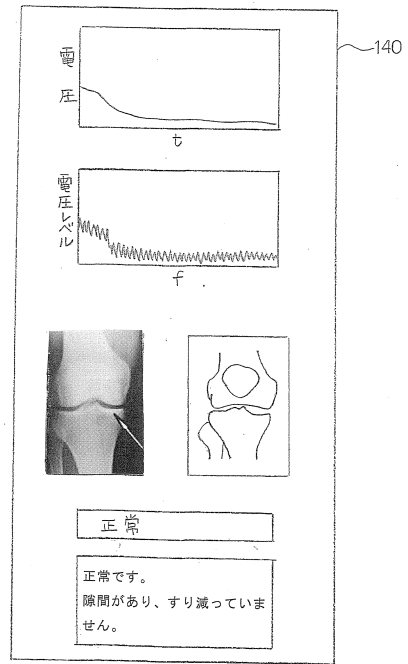 電圧
140
t
電圧レベル
f
正常
正常です。
隙間があり、すり減っていま
せん。